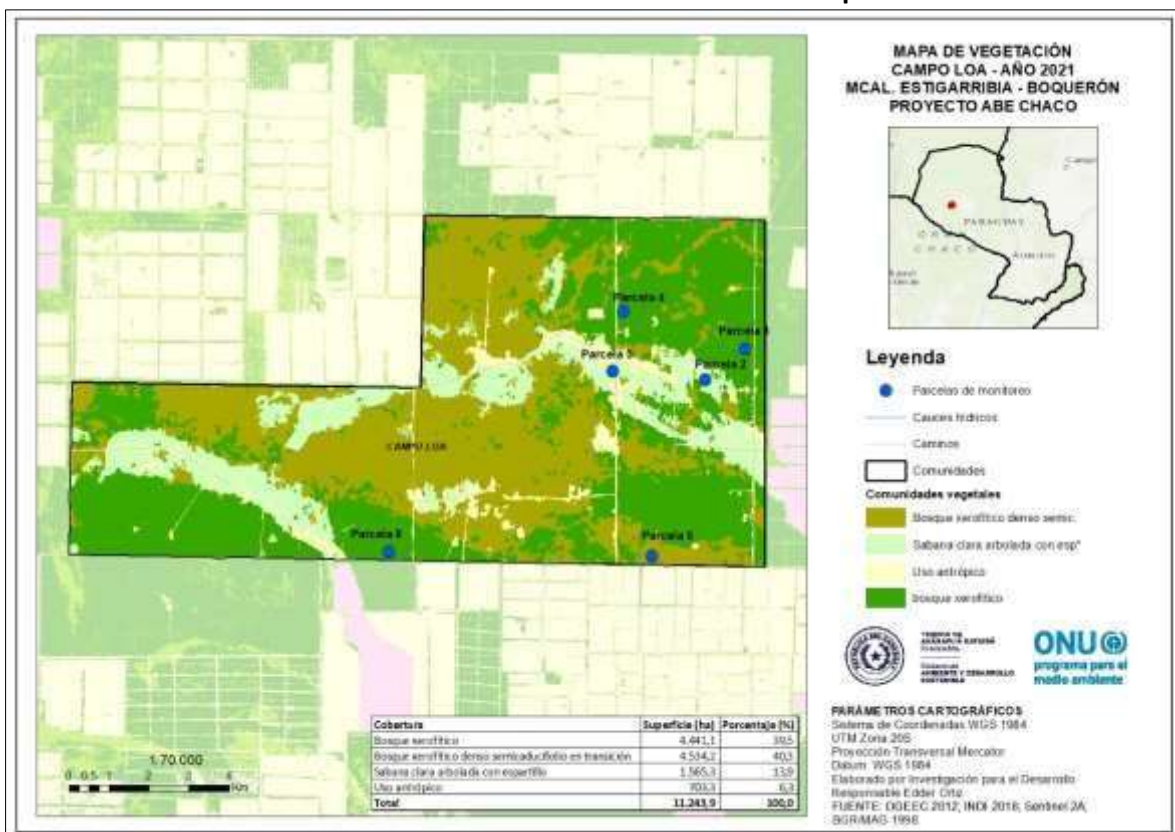 MAPA DE VEGETACIÓN
CAMPO LOA - AÑO 2021
MCAL. ESTIGARRIBIA - BOQUERÓN
PROYECTO ABE CHACO
PARAGUAY
CHACO
Asunción
Leyenda
Parcelas de monitoreo
Cauces hídricos
Caminos
Comunidades
Comunidades vegetales
Bosque xerofítico denso semic.
Sabana clara arbolada con esp*
Uso antrópico
Bosque xerofítico
Parcela 4
Parcela
Parcela 3
Parcela 2
CAMPO LOA
Parcela
Parcela
ONU
programa para el
medio ambiente
AMBIENTE Y DESARROLLO
SOSTENIBLE
PARÁMETROS CARTOGRÁFICOS
Sistema de Coordenadas WGS 1984
UTM Zona 20S
Proyección Transversal Mercator
Datum: WGS 1984
Elaborado por Investigación para el Desarrollo
Responsable Edder Ortiz
FUENTE: DGEEC 2012; INDI 2018; Sentinel 2A;
BGR/MAG 1998
Cobertura Superficie (ha) Porcentaje (%)
Bosque xerofítico 4.441,1 39,5
Bosque xerofítico denso semicaducifolio en transición 4.534,2 40,3
Sabana clara arbolada con espartillo 1.565,3 13,9
Uso antrópico 703,3 6,3
Total 11.243,9 100,0
1:70.000
0 0.5 1 2 3 4
Km